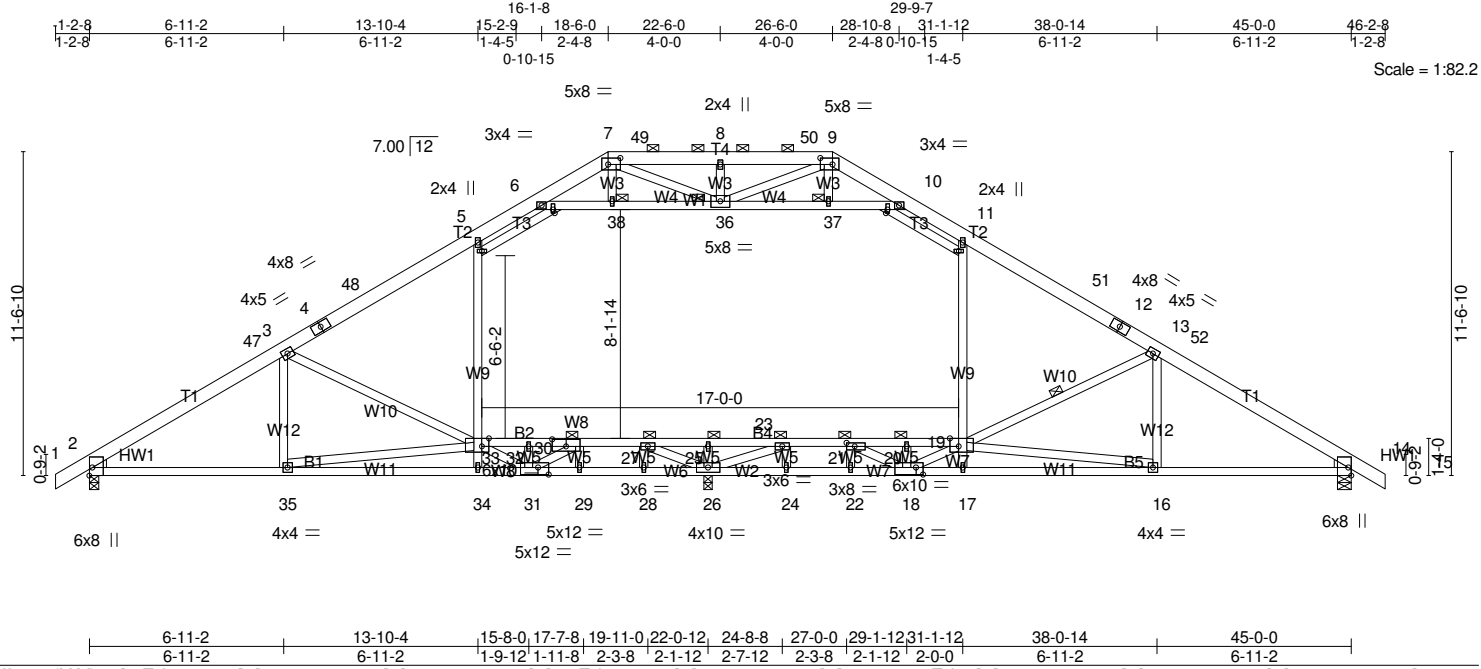 16-1-8 29-9-7
1-2-8 6-11-2 13-10-4 15-2-9 18-6-0 22-6-0 26-6-0 28-10-8 31-1-12 38-0-14 45-0-0 46-2-8
1-2-8 6-11-2 6-11-2 1-4-5 2-4-8 4-0-0 4-0-0 2-4-8 0-10-15 6-11-2 6-11-2 1-2-8
0-10-15 1-4-5
Scale = 1:82.2
5x8 =
2x4 ||
5x8 =
7.00 12
3x4 =
7 49 8 50 9
T4
3x4 =
2x4 ||
6
W3 W3 W3
W4 W4
10
2x4 ||
5
T3
38 36 37
T3
11
T2
T2
5x8 =
4x8
48
51
4x8
4x5
4
12
4x5
47 3
13
52
11-6-10
11-6-10
6-6-2
8-1-14
W9
W9
T1
W10
W10
T1
17-0-0
W12
W12
W8
23
B2
B4
1 2
HW1
B1
W11
W5
W5
W5
W6
W2
W5
W7
19
W11
B5
14
0-9-2
0-9-2
1-4-0
35 34 31 29 28 26 24 22 18 17 16
3x6 =
3x6 =
3x8 =
6x10 =
6x8 ||
4x4 =
5x12 =
5x12 =
4x10 =
5x12 =
4x4 =
6x8 ||
6-11-2 13-10-4 15-8-0 17-7-8 19-11-0 22-0-12 24-8-8 27-0-0 29-1-12 31-1-12 38-0-14 45-0-0
6-11-2 6-11-2 1-9-12 1-11-8 2-3-8 2-1-12 2-7-12 2-3-8 2-1-12 2-0-0 6-11-2 6-11-2